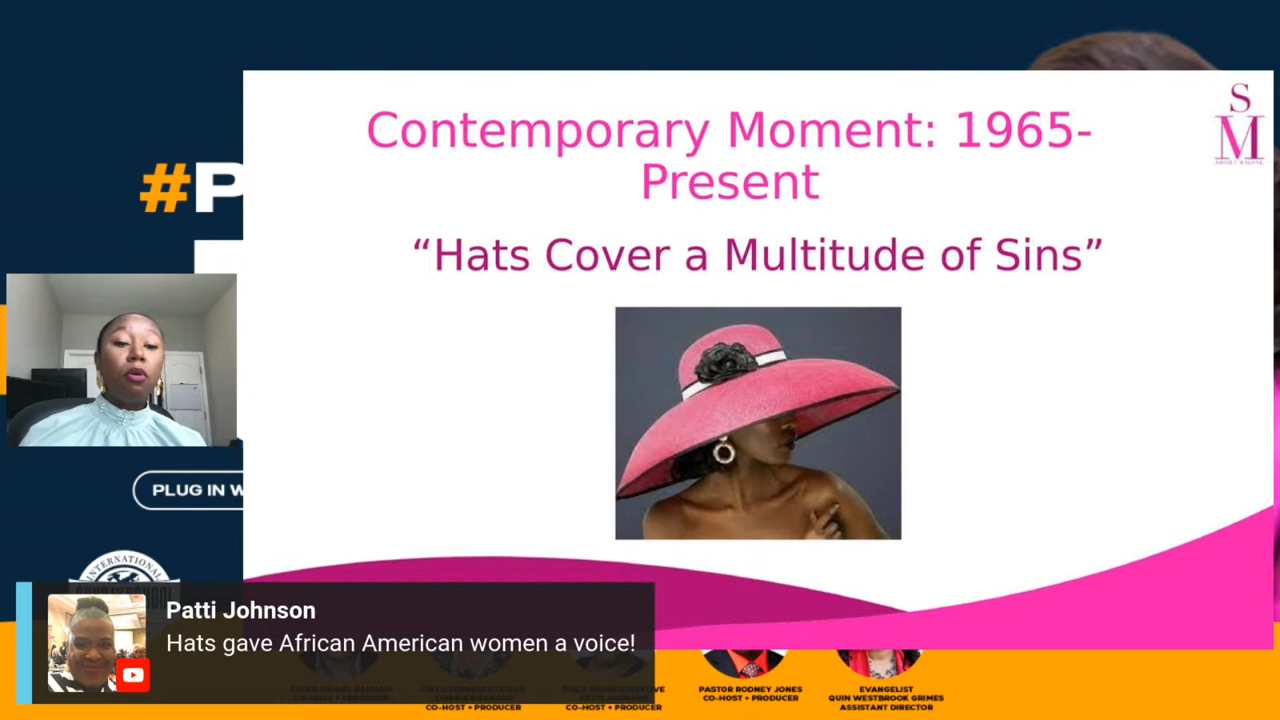 Contemporary Moment: 1965-
Present
“Hats Cover a Multitude of Sins”
S
M
#P
PLUG IN W
INTERNATIONAL
Patti Johnson
Hats gave African American women a voice!
PASTOR RODNEY JONES
CO-HOST + PRODUCER
EVANGELIST
QUIN WESTBROOK GRIMES
ASSISTANT DIRECTOR
CO-HOST + PRODUCER
CO-HOST + PRODUCER